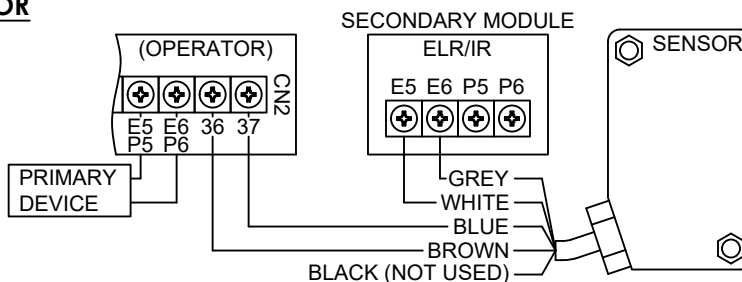 OR
SECONDARY MODULE
(OPERATOR)
ELR/IR
SENSOR
CN2
E5 E6 P5 P6
E5 E6 36 37
P5 P6
PRIMARY
DEVICE
GREY
WHITE
BLUE
BROWN
BLACK (NOT USED)